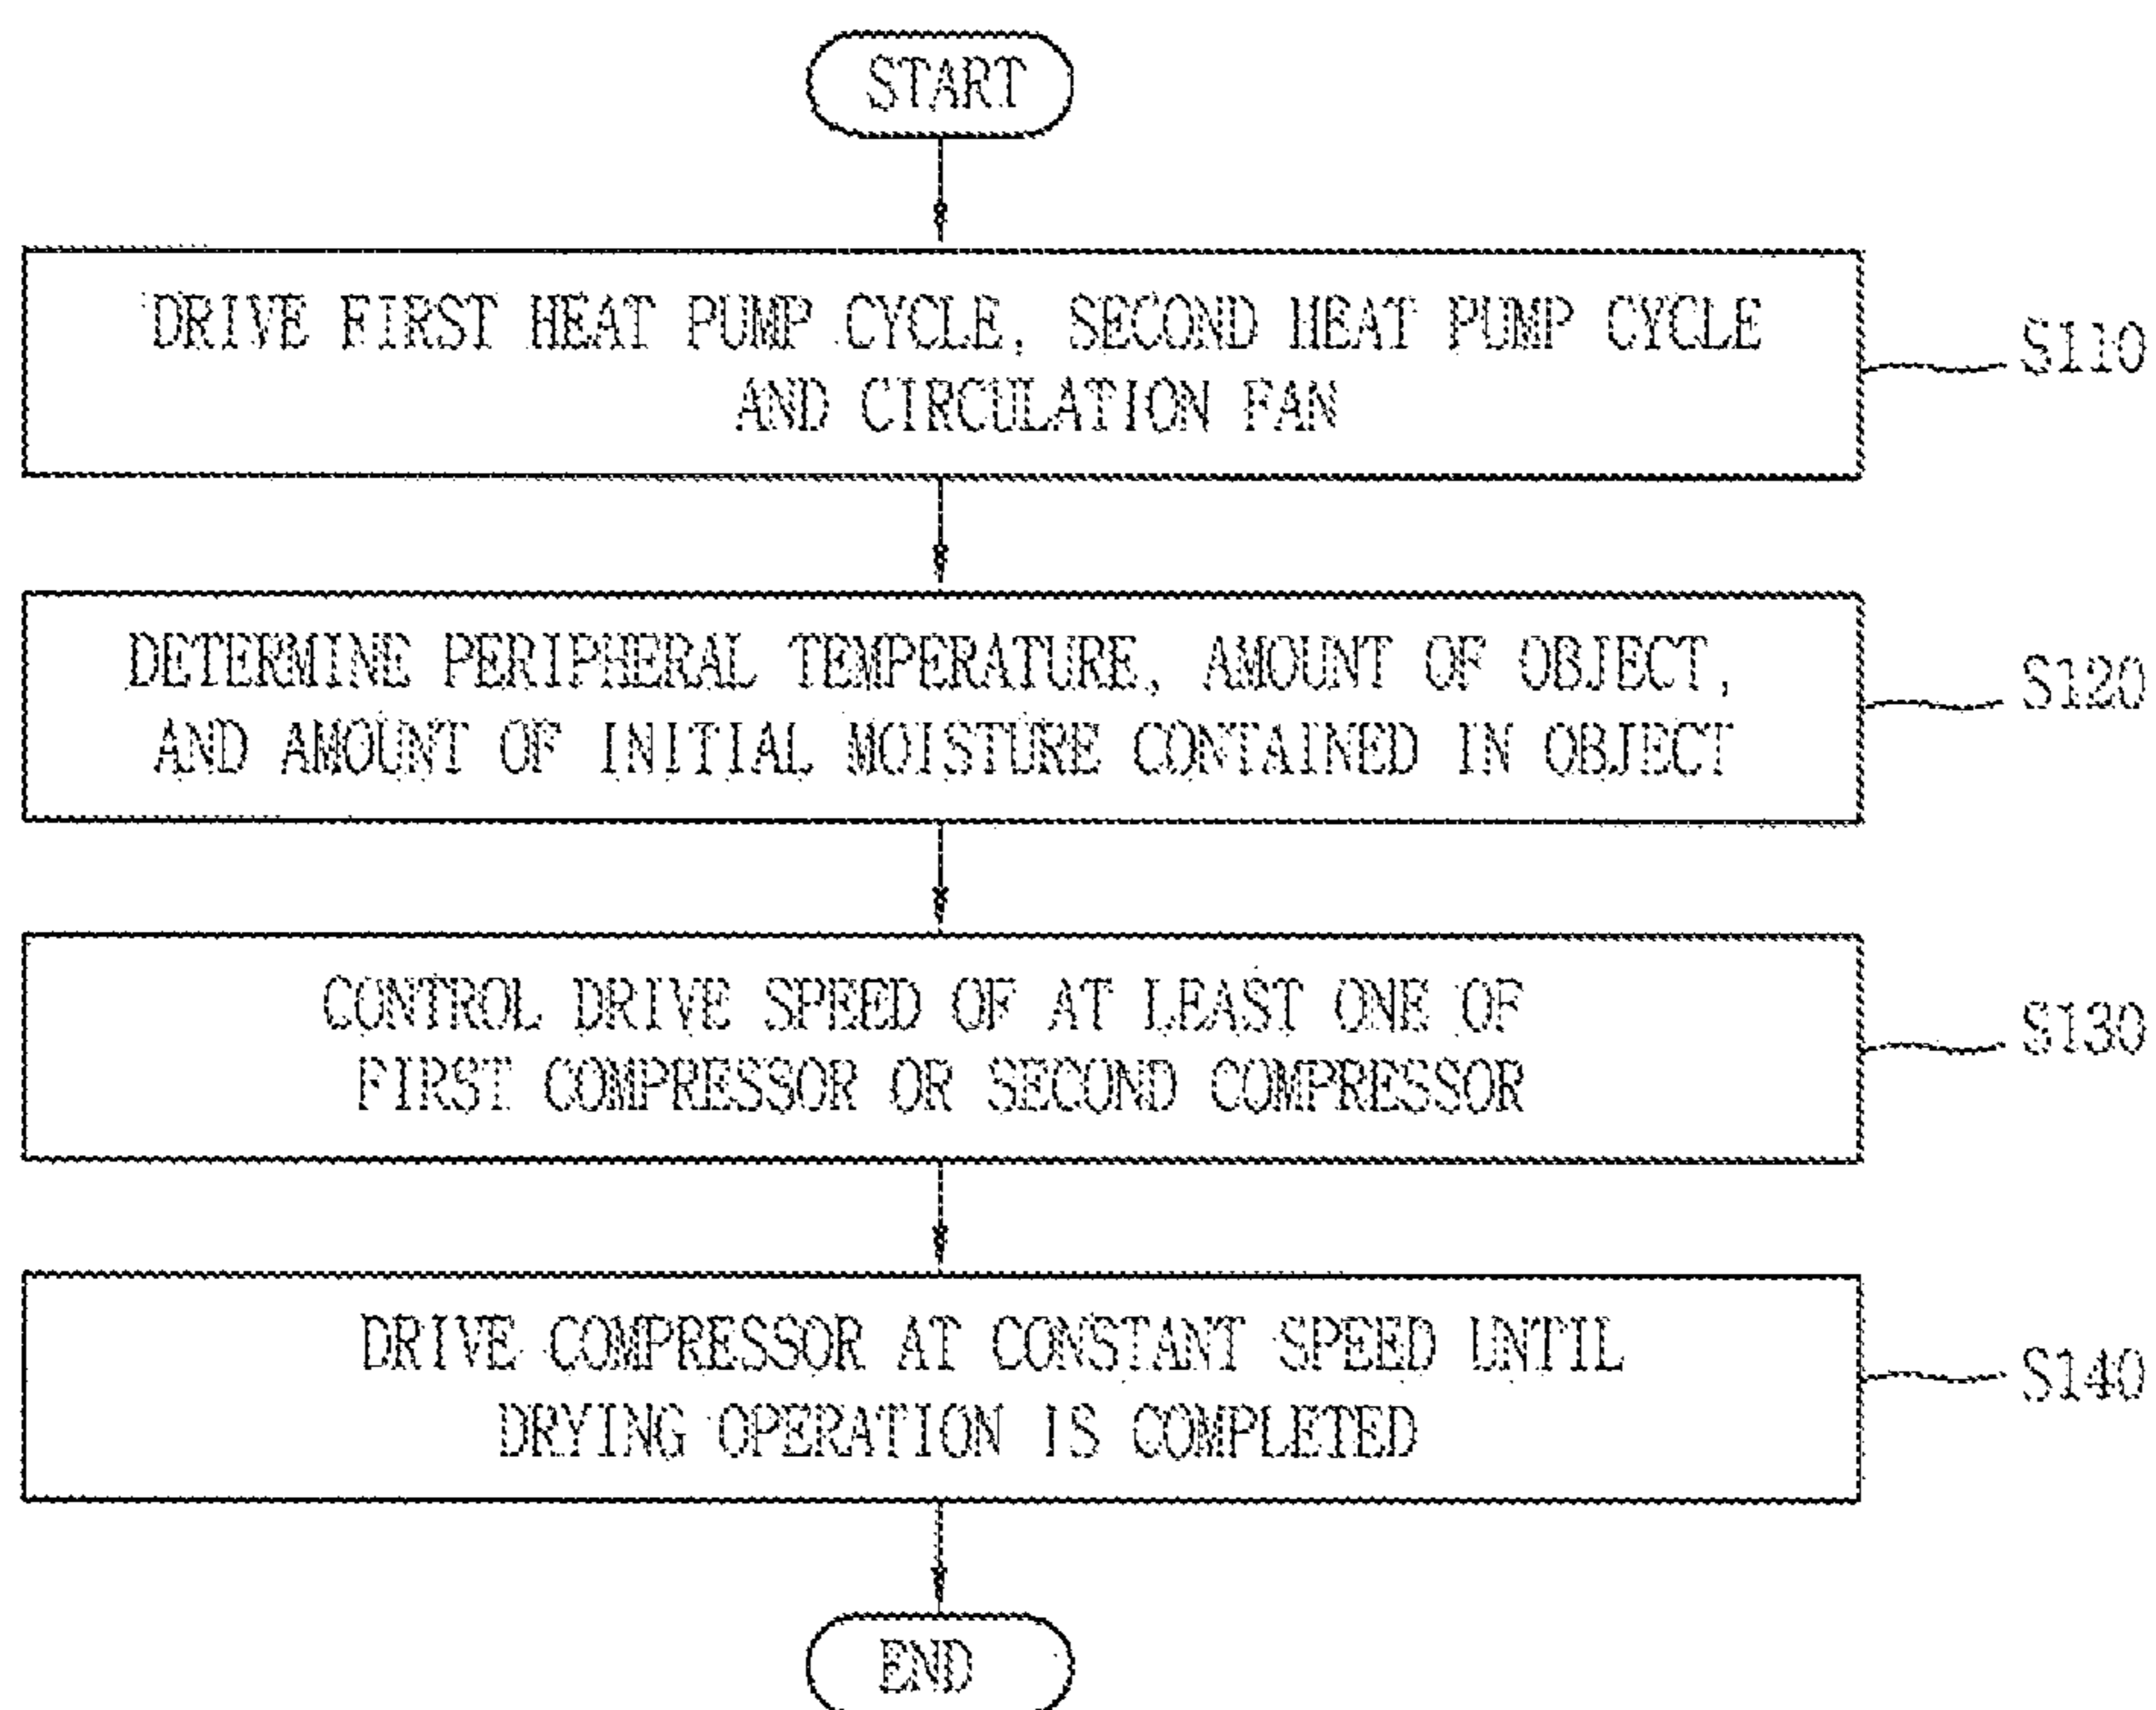 START
DRIVE FIRST HEAT PUMP CYCLE, SECOND HEAT PUMP CYCLE
AND CIRCULATION FAN
S110
DETERMINE PERIPHERAL TEMPERATURE, AMOUNT OF OBJECT,
AND AMOUNT OF INITIAL MOISTURE CONTAINED IN OBJECT
S120
CONTROL DRIVE SPEED OF AT LEAST ONE OF
FIRST COMPRESSOR OR SECOND COMPRESSOR
S130
DRIVE COMPRESSOR AT CONSTANT SPEED UNTIL
DRYING OPERATION IS COMPLETED
S140
END